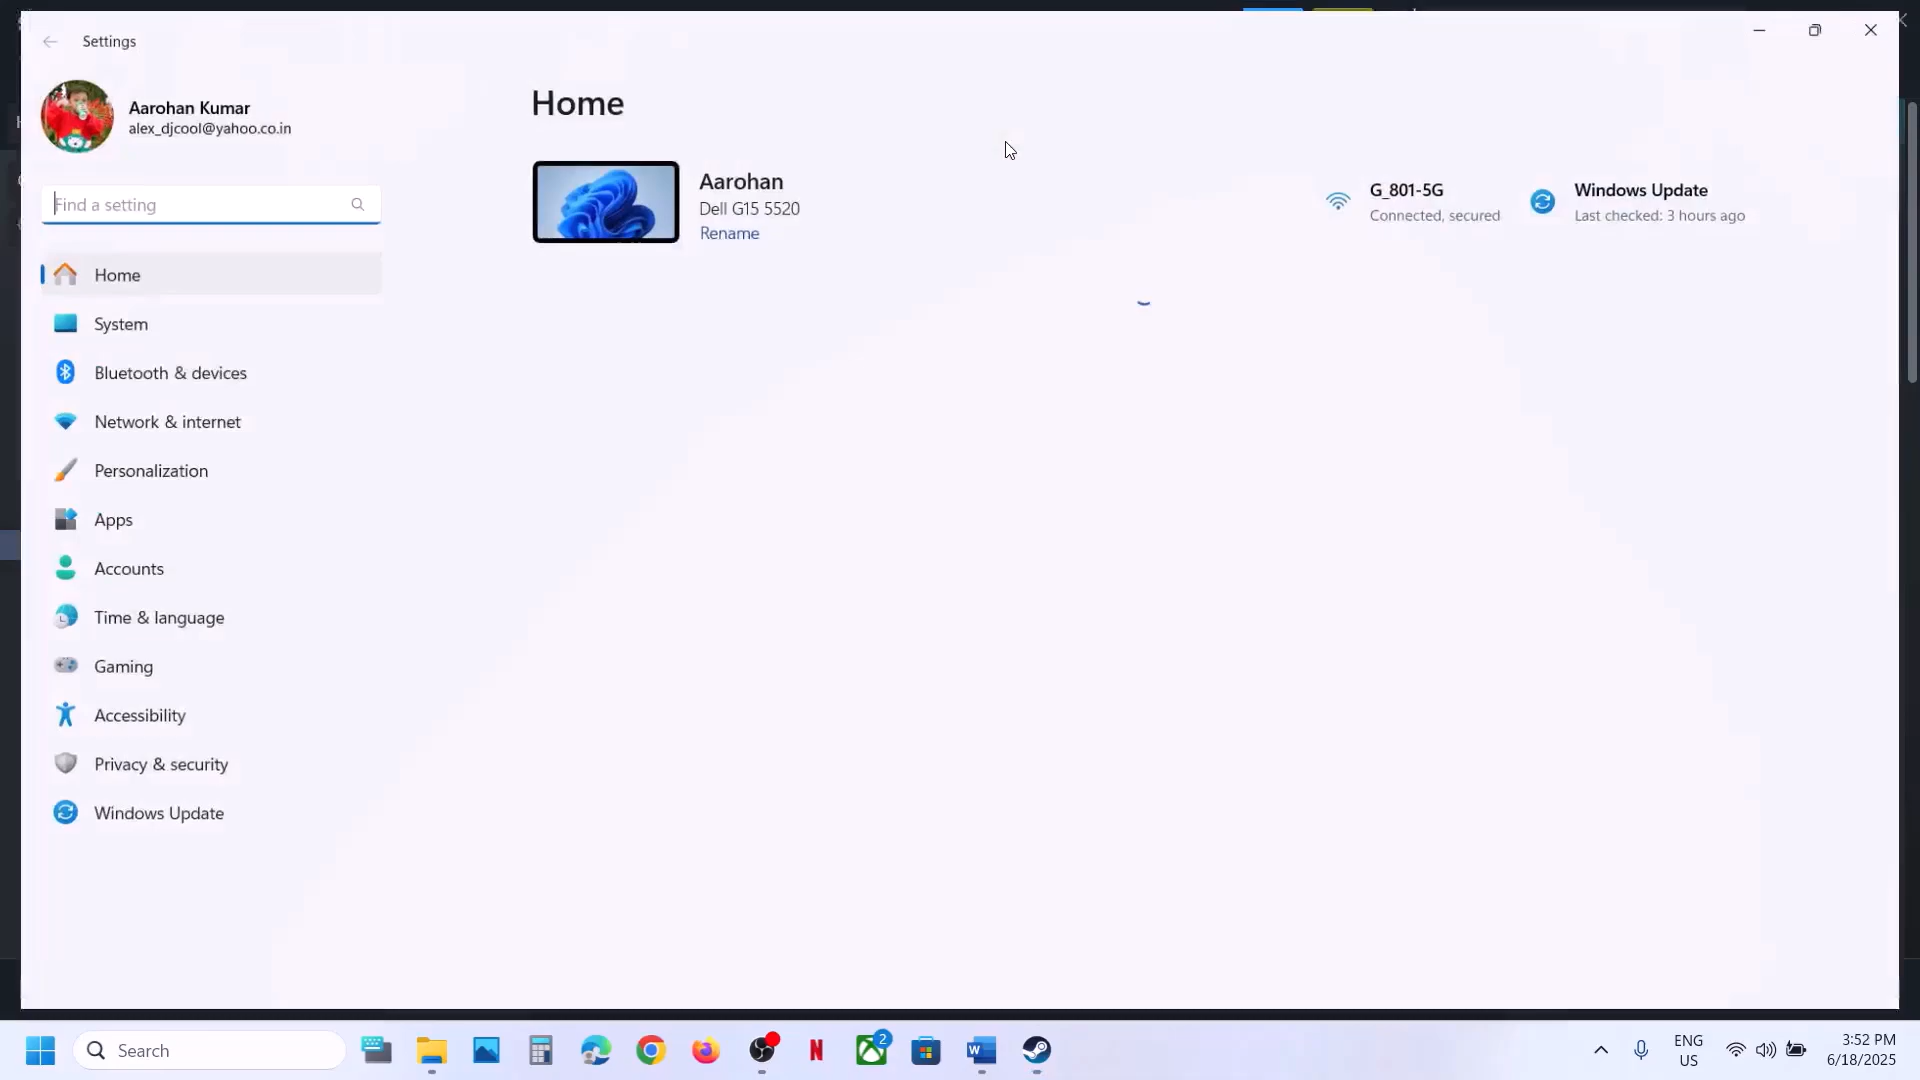 Settings
Aarohan Kumar
alex_djcool@yahoo.co.in
Find a setting
Home
System
Bluetooth & devices
Network & internet
Personalization
Apps
Accounts
Time & language
Gaming
Accessibility
Privacy & security
Windows Update
Home
Aarohan
Dell G15 5520
Rename
G_801-5G
Connected, secured
Windows Update
Last checked: 3 hours ago
Search
2
ENG
US
3:52 PM
6/18/2025